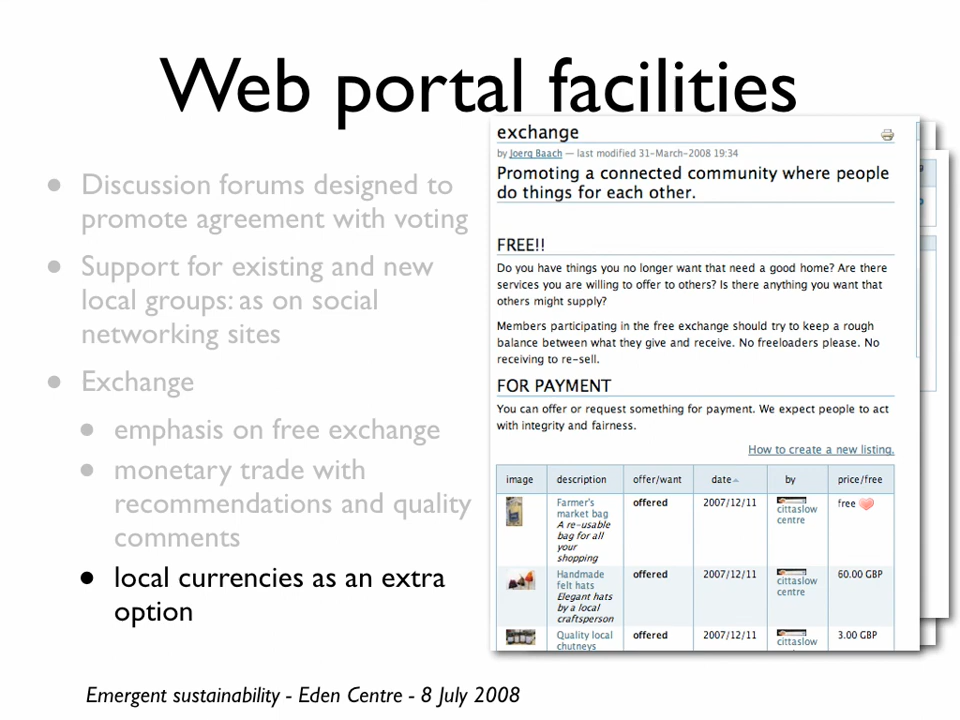 Web portal facilities
• Discussion forums designed to
promote agreement with voting
• Support for existing and new
local groups: as on social
networking sites
• Exchange
• emphasis on free exchange
• monetary trade with
recommendations and quality
comments
• local currencies as an extra
option
exchange
by Joerg Baach — last modified 31-March-2008 19:34
Promoting a connected community where people
do things for each other.
FREE!!
Do you have things you no longer want that need a good home? Are there
services you are willing to offer to others? Is there anything you want that
others might supply?
Members participating in the free exchange should try to keep a rough
balance between what they give and receive. No freeloaders please. No
receiving to re-sell.
FOR PAYMENT
You can offer or request something for payment. We expect people to act
with integrity and fairness.
How to create a new listing.
image description offer/want date by price/free
Farmer's offered 2007/12/11 cittaslow free
market bag centre
A re-usable
bag for all
your
shopping
Handmade offered 2007/12/11 cittaslow 60.00 GBP
felt hats centre
Elegant hats
by a local
craftsperson
Quality local offered 2007/12/11 cittaslow 3.00 GBP
chutneys centre
Emergent sustainability - Eden Centre - 8 July 2008